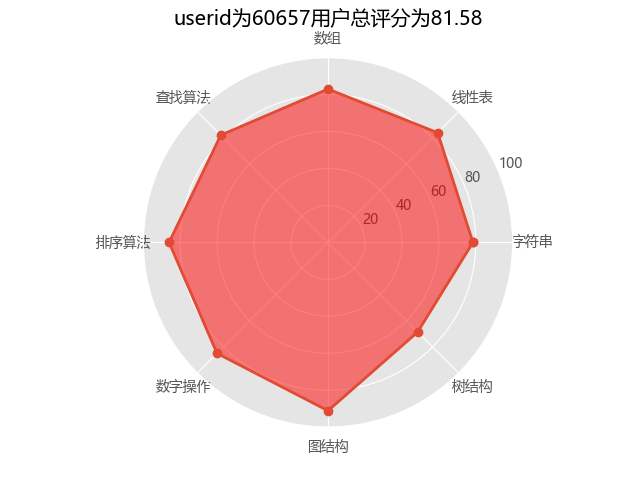 userid为60657用户总评分为81.58
数组
查找算法
线性表
100
80
60
40
20
排序算法
字符串
数字操作
树结构
图结构